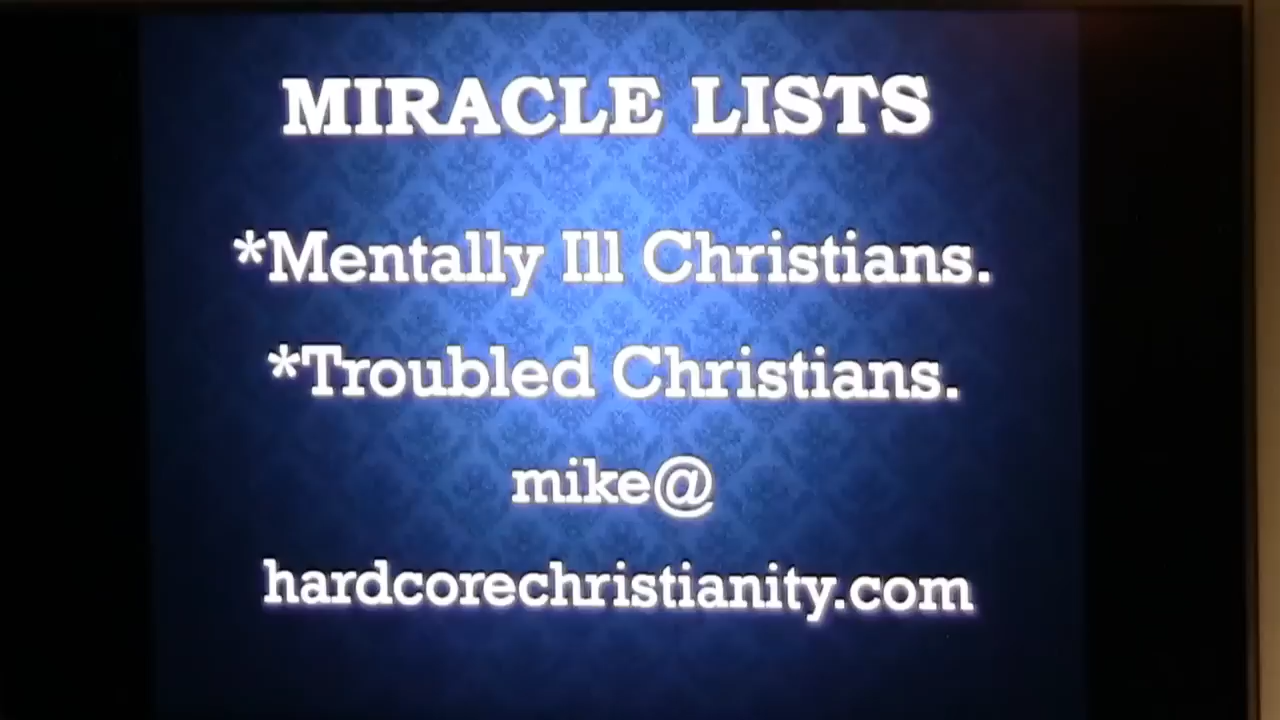 MIRACLE LISTS
*Mentally Ill Christians.
*Troubled Christians.
mike@
hardcorechristianity.com